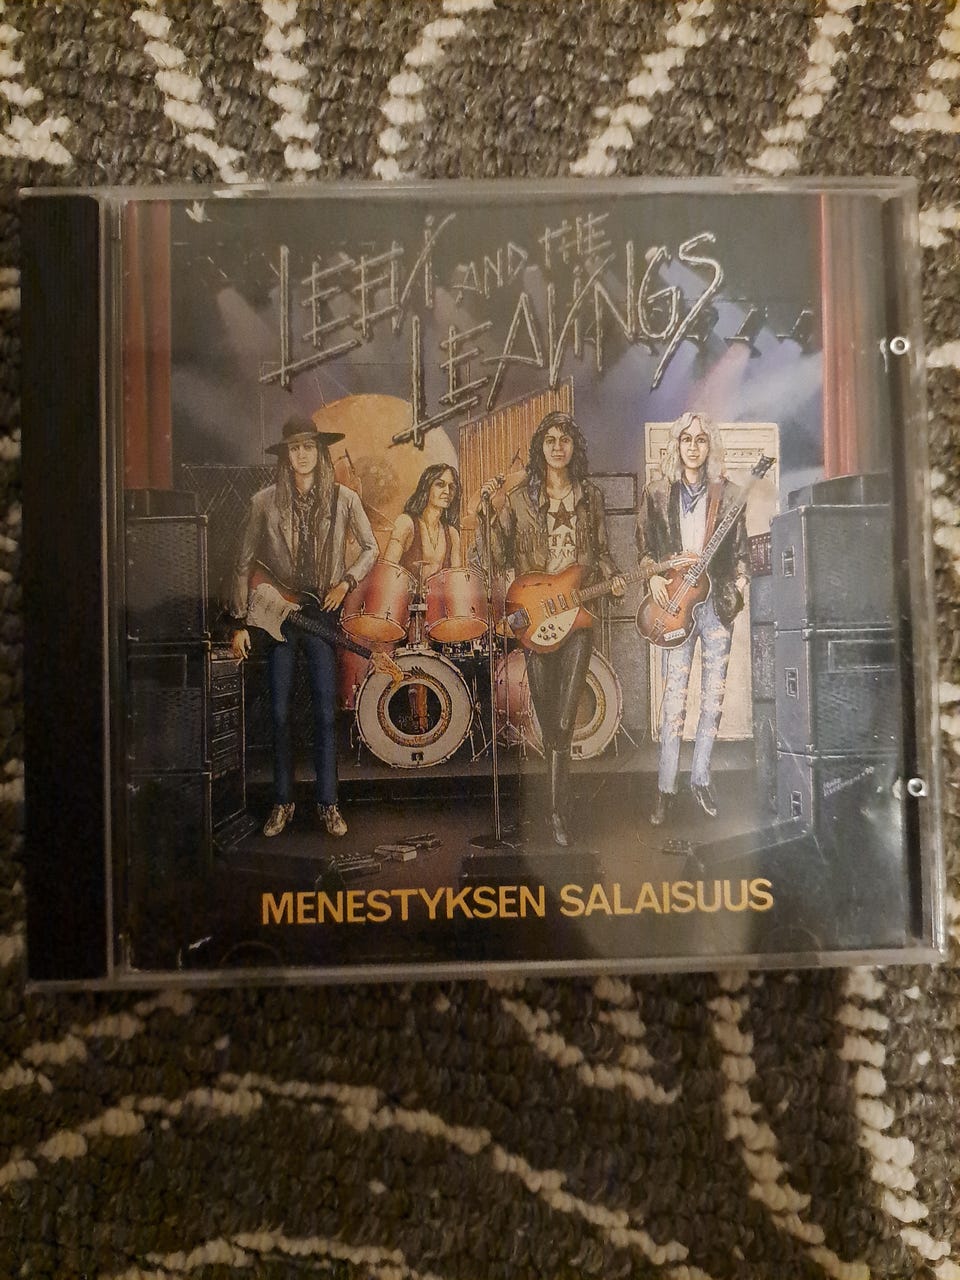 LEEVI AND THE
LEAVINGS
MENESTYKSEN SALAISUUS